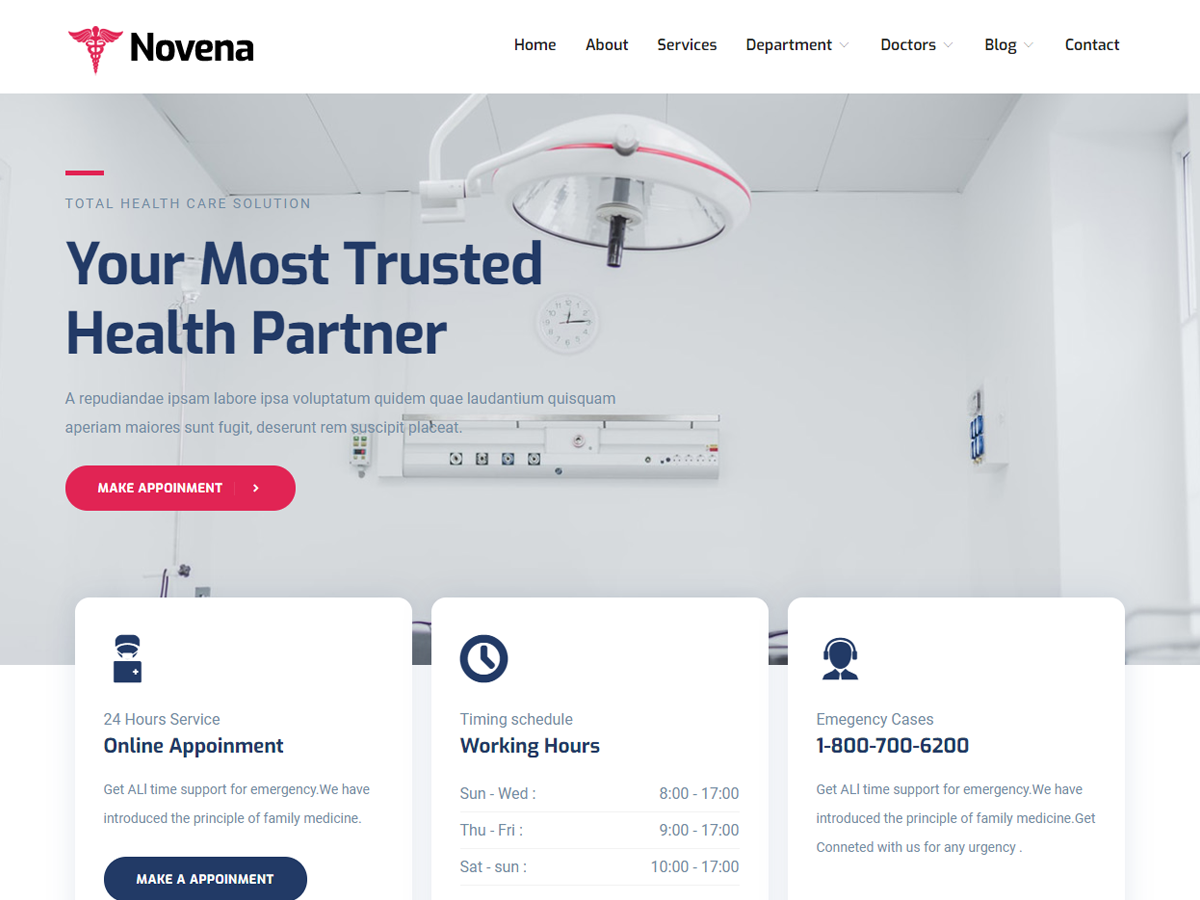 Novena
Home About Services Department Doctors Blog Contact
TOTAL HEALTH CARE SOLUTION
Your Most Trusted
Health Partner
A repudiandae ipsam labore ipsa voluptatum quidem quae laudantium quisquam
aperiam maiores sunt fugit, deserunt rem suscipit placeat.
MAKE APPOINMENT
24 Hours Service
Online Appoinment
Get ALl time support for emergency.We have
introduced the principle of family medicine.
MAKE A APPOINMENT
Timing schedule
Working Hours
Sun - Wed : 8:00 - 17:00
Thu - Fri : 9:00 - 17:00
Sat - sun : 10:00 - 17:00
Emegency Cases
1-800-700-6200
Get ALl time support for emergency.We have
introduced the principle of family medicine.Get
Conneted with us for any urgency .